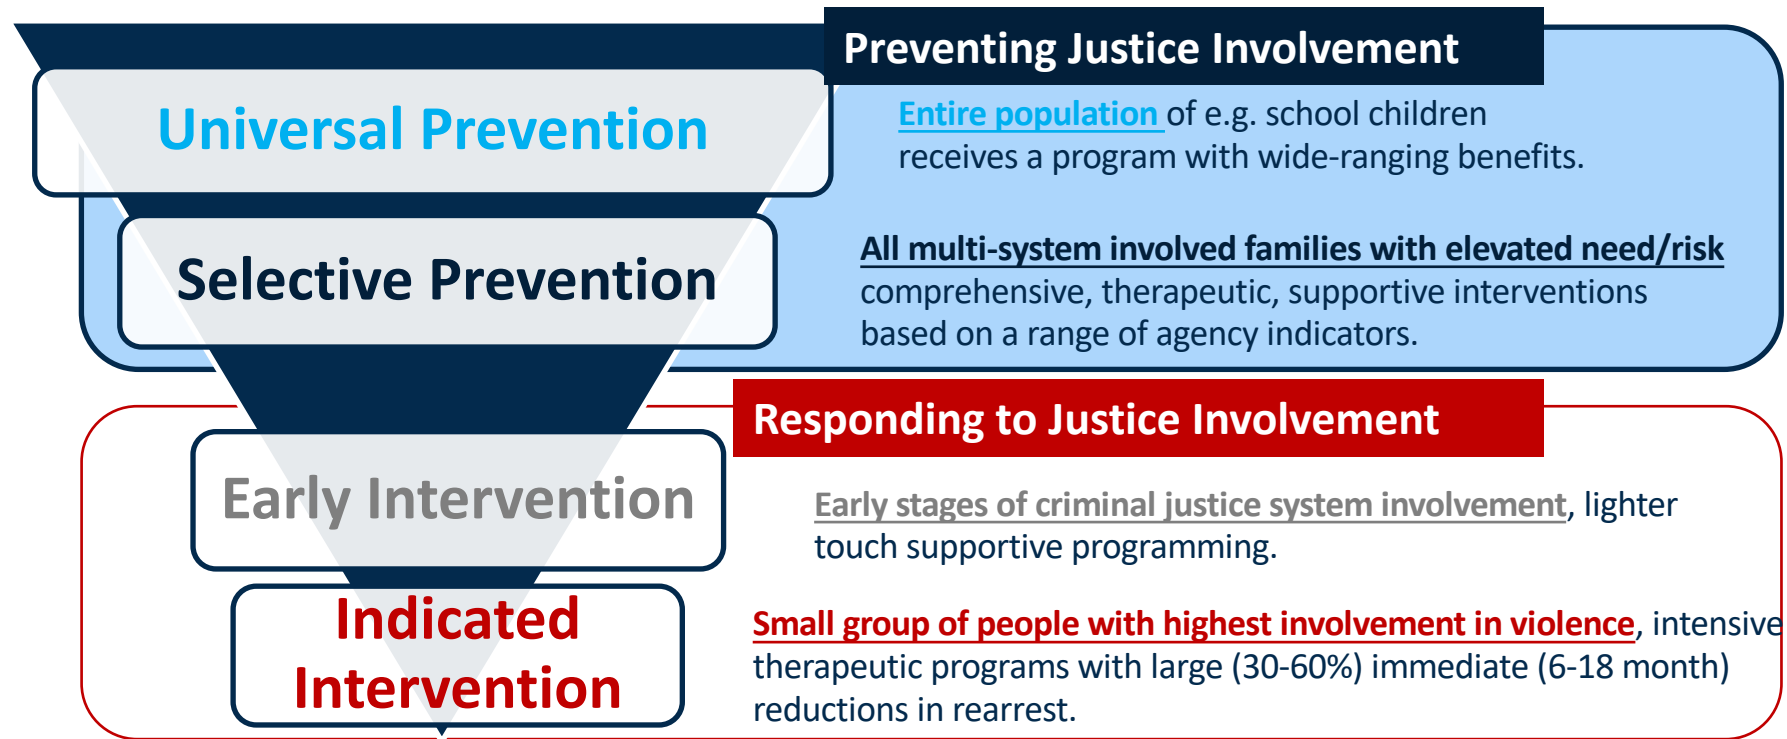 Preventing Justice Involvement
Universal Prevention
Entire population of e.g. school children
receives a program with wide-ranging benefits.
Selective Prevention
All multi-system involved families with elevated need/risk
comprehensive, therapeutic, supportive interventions
based on a range of agency indicators.
Responding to Justice Involvement
Early Intervention
Early stages of criminal justice system involvement, lighter
touch supportive programming.
Indicated
Intervention
Small group of people with highest involvement in violence, intensive
therapeutic programs with large (30-60%) immediate (6-18 month)
reductions in rearrest.